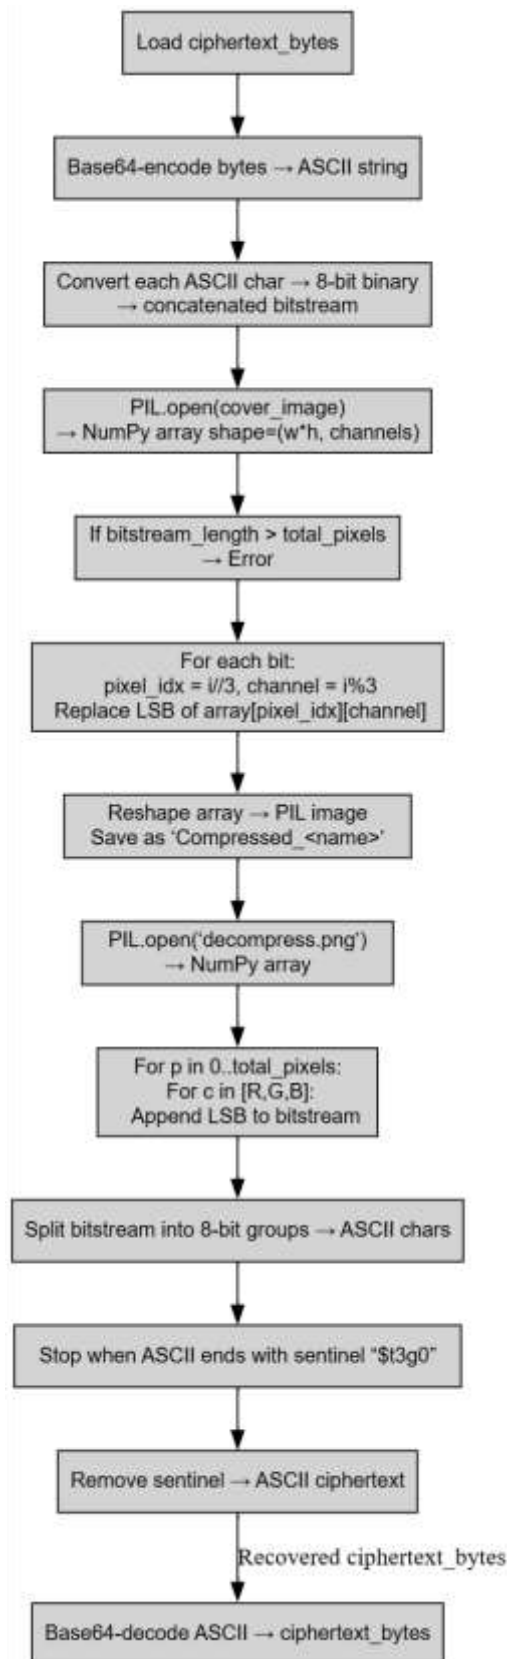 Load ciphertext_bytes
Base64-encode bytes → ASCII string
Convert each ASCII char → 8-bit binary
→ concatenated bitstream
PIL.open(cover_image)
→ NumPy array shape=(w*h, channels)
If bitstream_length > total_pixels
→ Error
For each bit:
pixel_idx = i//3, channel = i%3
Replace LSB of array[pixel_idx][channel]
Reshape array → PIL image
Save as ‘Compressed_<name>’
PIL.open(‘decompress.png’)
→ NumPy array
For p in 0..total_pixels:
For c in [R,G,B]:
Append LSB to bitstream
Split bitstream into 8-bit groups → ASCII chars
Stop when ASCII ends with sentinel “$t3g0”
Remove sentinel → ASCII ciphertext
Recovered ciphertext_bytes
Base64-decode ASCII → ciphertext_bytes